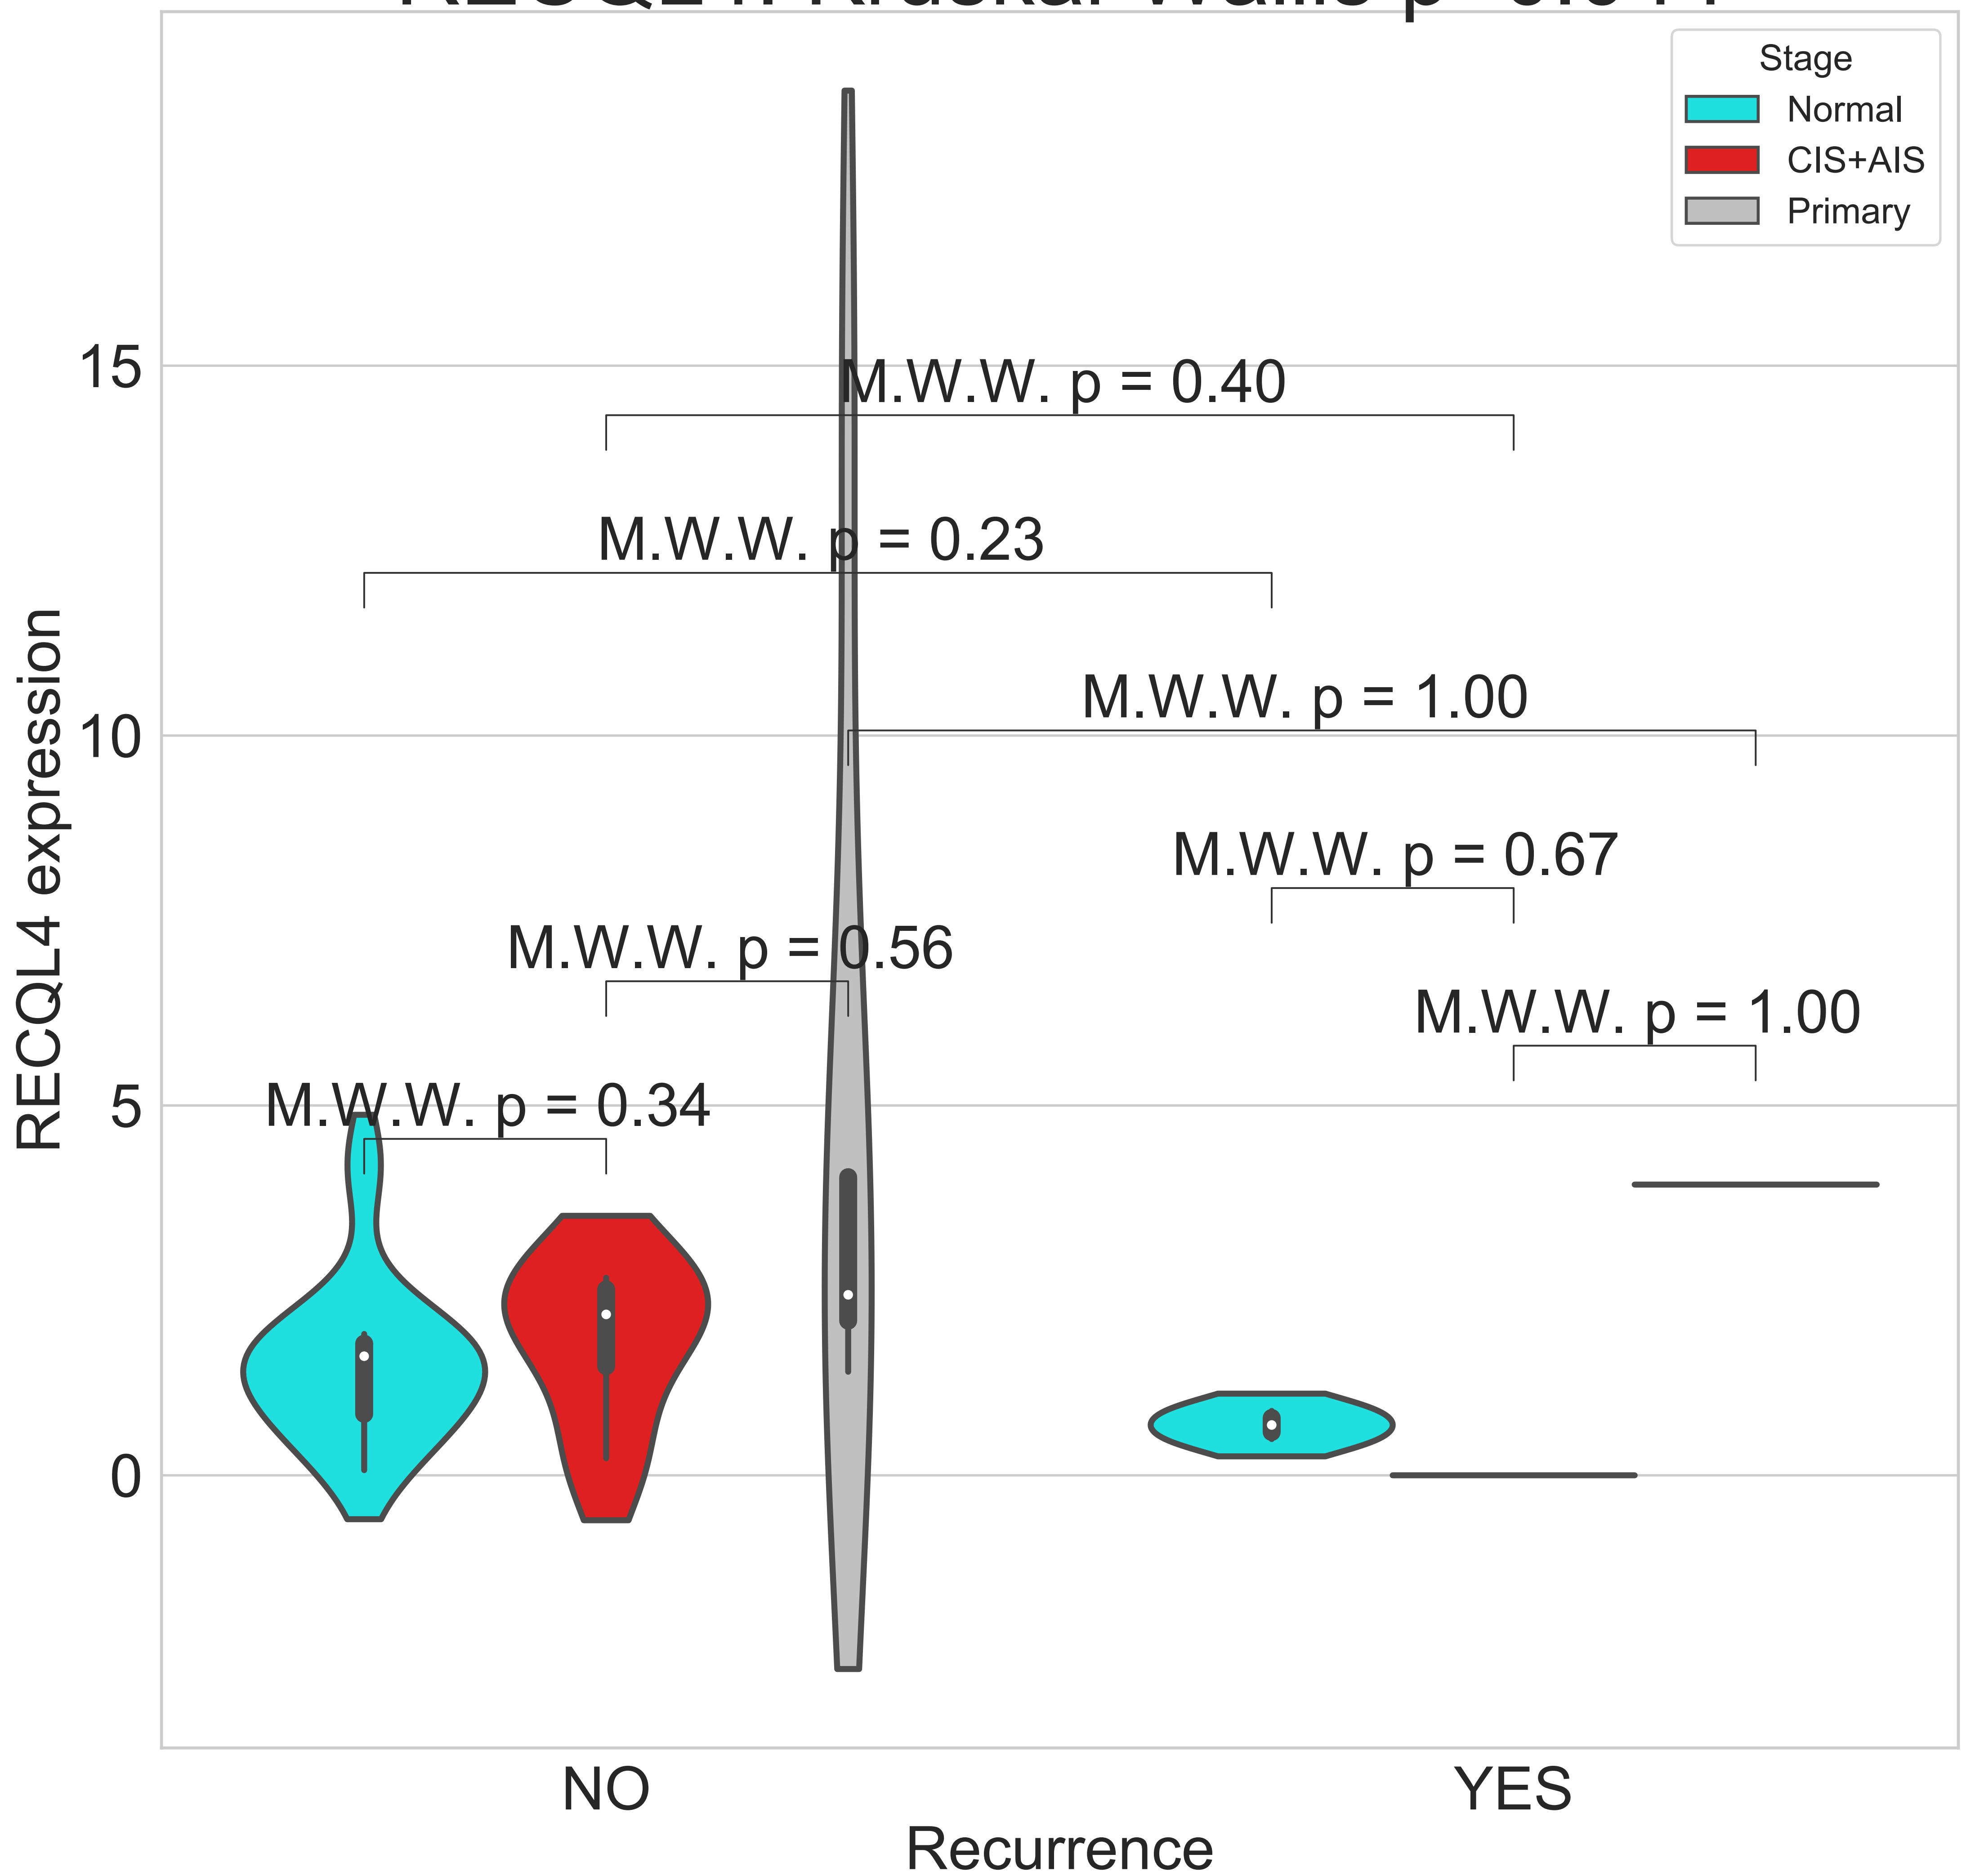 Stage
Normal
CIS+AIS
Primary
15
M.W.W. p = 0.40
M.W.W. p = 0.23
10
M.W.W. p = 1.00
M.W.W. p = 0.67
M.W.W. p = 0.56
M.W.W. p = 1.00
5
M.W.W. p = 0.34
0
RECQL4 expression
NO
YES
Recurrence